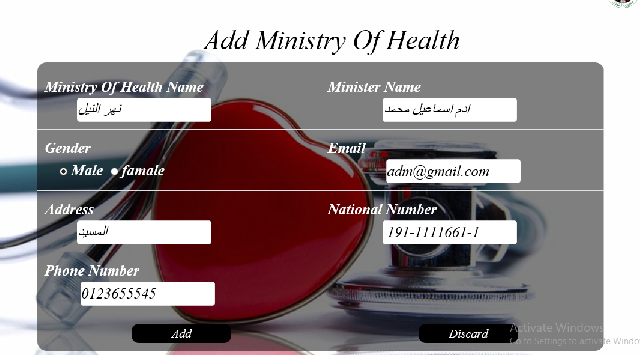 Add Ministry Of Health
Ministry Of Health Name
Minister Name
نهر النيل
ادم اسماعيل محمد
Gender
Email
Male famale
adm@gmail.com
Address
National Number
المسيد
191-1111661-1
Phone Number
0123655545
Add
Discard
Activate Windows
Go to Settings to activate Windo